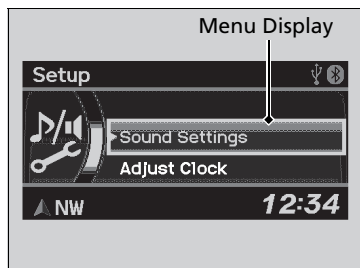 Menu Display
Setup
Sound Settings
Adjust Clock
NW
12:34